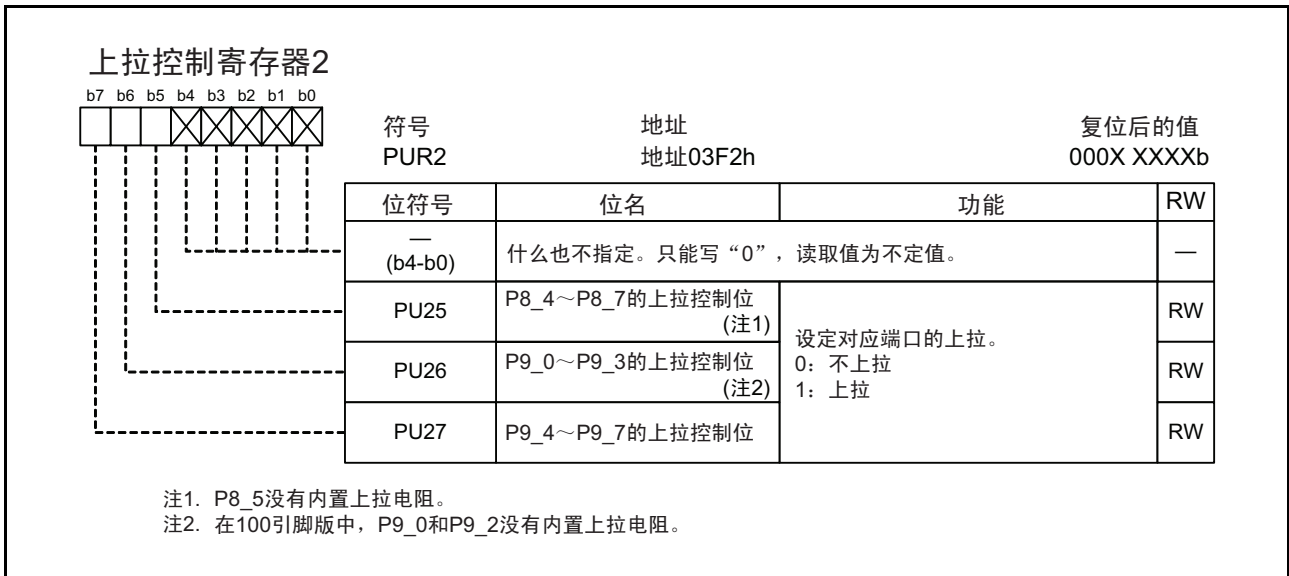 上拉控制寄存器2
b7 b6 b5 b4 b3 b2 b1 b0
符号 地址 复位后的值
PUR2 地址03F2h 000X XXXXb
位符号 位名 功能 RW
—
(b4-b0)
什么也不指定。只能写“0”，读取值为不定值。 —
PU25 P8_4～P8_7的上拉控制位
(注1)
RW
PU26 P9_0～P9_3的上拉控制位
(注2)
RW
PU27 P9_4～P9_7的上拉控制位 RW
设定对应端口的上拉。
0：不上拉
1：上拉
注1. P8_5没有内置上拉电阻。
注2. 在100引脚版中，P9_0和P9_2没有内置上拉电阻。